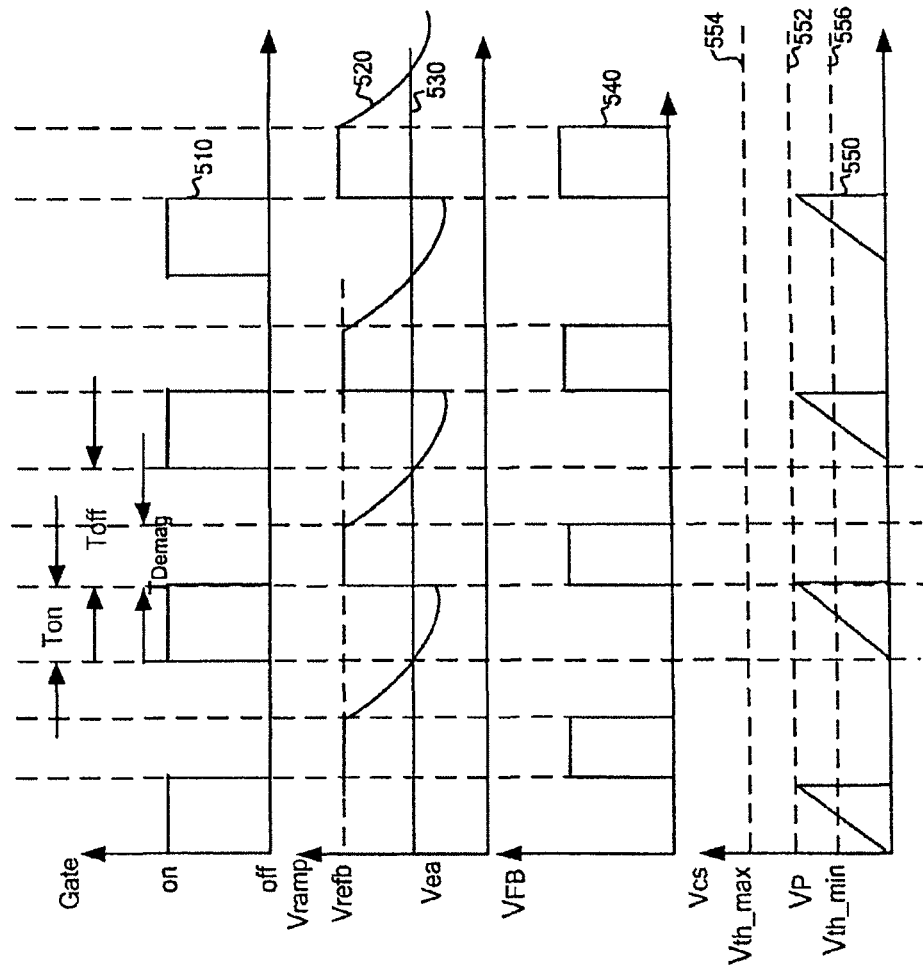 Gate
on
off
510
Ton
Toff
TDemag
Vramp
Vrefb
Vea
520
530
VFB
540
Vcs
Vth_max
VP
Vth_min
554
552
556
550